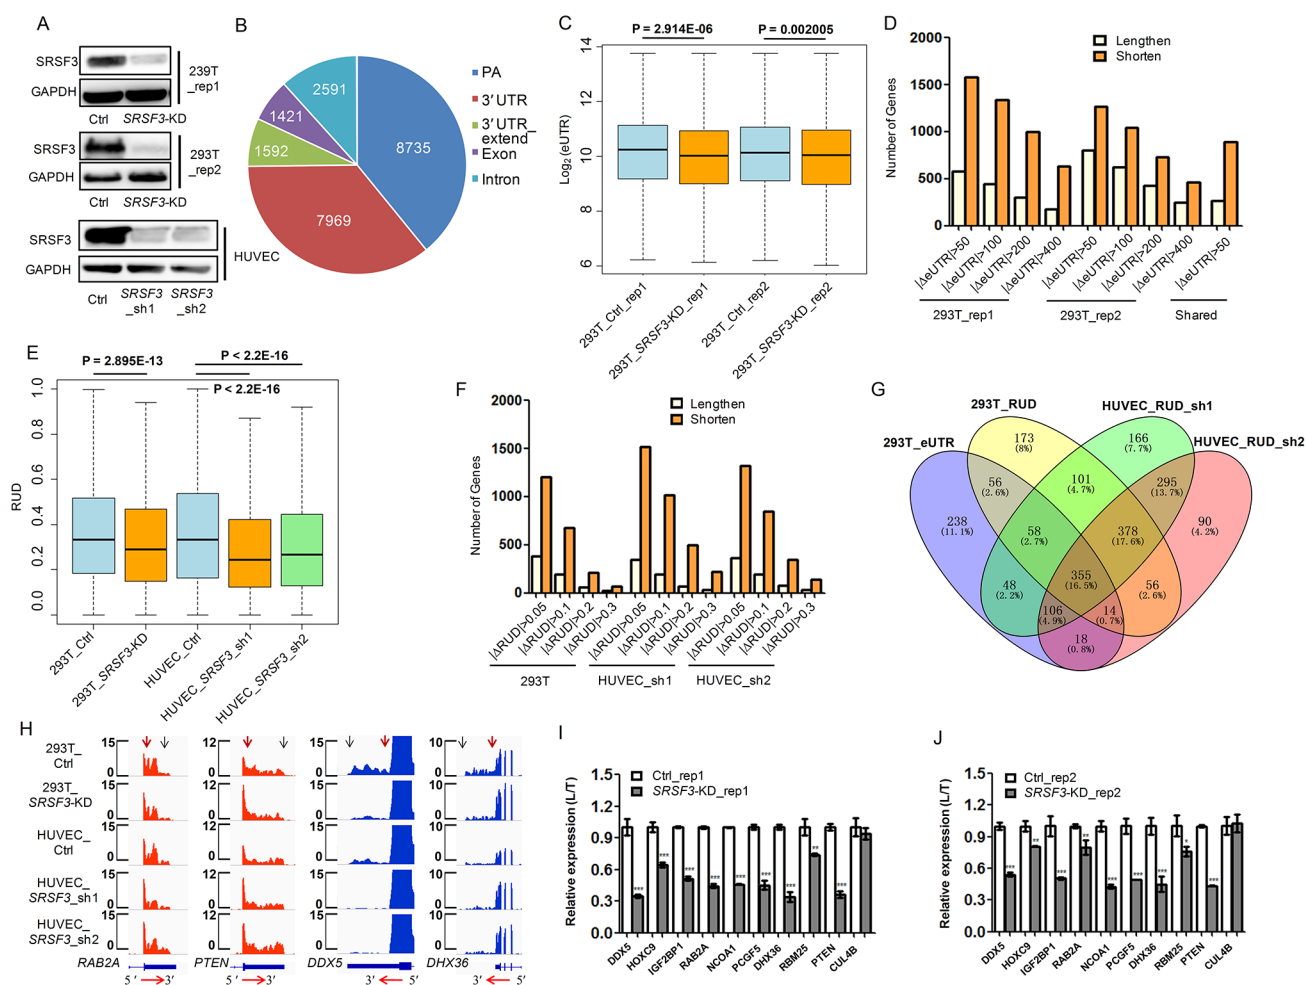 A
SRSF3
GAPDH
Ctrl SRSF3-KD
239T
_rep1
SRSF3
GAPDH
Ctrl SRSF3-KD
293T
_rep2
SRSF3
GAPDH
Ctrl SRSF3 SRSF3
_sh1 _sh2
HUVEC
B
2591
1421
1592
8735
7969
PA
3′ UTR
3′ UTR_
extend
Exon
Intron
C
P = 2.914E-06 P = 0.002005
Log2 (eUTR)
14
12
10
8
6
293T_Ctrl_rep1
293T_SRSF3-KD_rep1
293T_Ctrl_rep2
293T_SRSF3-KD_rep2
D
Lengthen
Shorten
Number of Genes
2000
1500
1000
500
0
|ΔeUTR|>50
|ΔeUTR|>100
|ΔeUTR|>200
|ΔeUTR|>400
|ΔeUTR|>50
|ΔeUTR|>100
|ΔeUTR|>200
|ΔeUTR|>400
|ΔeUTR|>50
293T_rep1 293T_rep2 Shared
E
P = 2.895E-13
P < 2.2E-16
P < 2.2E-16
RUD
1.0
0.8
0.6
0.4
0.2
0.0
293T_Ctrl
293T_SRSF3-KD
HUVEC_Ctrl
HUVEC_SRSF3_sh1
HUVEC_SRSF3_sh2
F
Lengthen
Shorten
Number of Genes
2000
1500
1000
500
0
|ΔRUD|>0.05
|ΔRUD|>0.1
|ΔRUD|>0.2
|ΔRUD|>0.3
|ΔRUD|>0.05
|ΔRUD|>0.1
|ΔRUD|>0.2
|ΔRUD|>0.3
|ΔRUD|>0.05
|ΔRUD|>0.1
|ΔRUD|>0.2
|ΔRUD|>0.3
293T HUVEC_sh1 HUVEC_sh2
G
293T_RUD HUVEC_RUD_sh1
293T_eUTR HUVEC_RUD_sh2
173
(8%)
166
(7.7%)
56
(2.6%)
101
(4.7%)
295
(13.7%)
238
(11.1%)
58
(2.7%)
378
(17.6%)
90
(4.2%)
355
(16.5%)
48
(2.2%)
56
(2.6%)
106
(4.9%)
14
(0.7%)
18
(0.8%)
H
293T_
Ctrl
293T_
SRSF3-KD
HUVEC_
Ctrl
HUVEC_
SRSF3_sh1
HUVEC_
SRSF3_sh2
15 12 15 10
0 0 0 0
15 12 15 10
0 0 0 0
15 12 15 10
0 0 0 0
15 12 15 10
0 0 0 0
15 12 15 10
0 0 0 0
RAB2A PTEN DDX5 DHX36
5 ′ 3′ 5 ′ 3′ 3′ 5′ 3′ 5′
I
Ctrl_rep1
SRSF3-KD_rep1
Relative expression (L/T)
1.5
1.2
0.9
0.6
0.3
0.0
*** *** *** *** *** *** *** ** ***
DDX5
HOXC9
IGF2BP1
RAB2A
NCOA1
PCGF5
DHX36
RBM25
PTEN
CUL4B
J
Ctrl_rep2
SRSF3-KD_rep2
Relative expression (L/T)
1.5
1.2
0.9
0.6
0.3
0.0
*** ** *** ** *** *** *** * ***
DDX5
HOXC9
IGF2BP1
RAB2A
NCOA1
PCGF5
DHX36
RBM25
PTEN
CUL4B